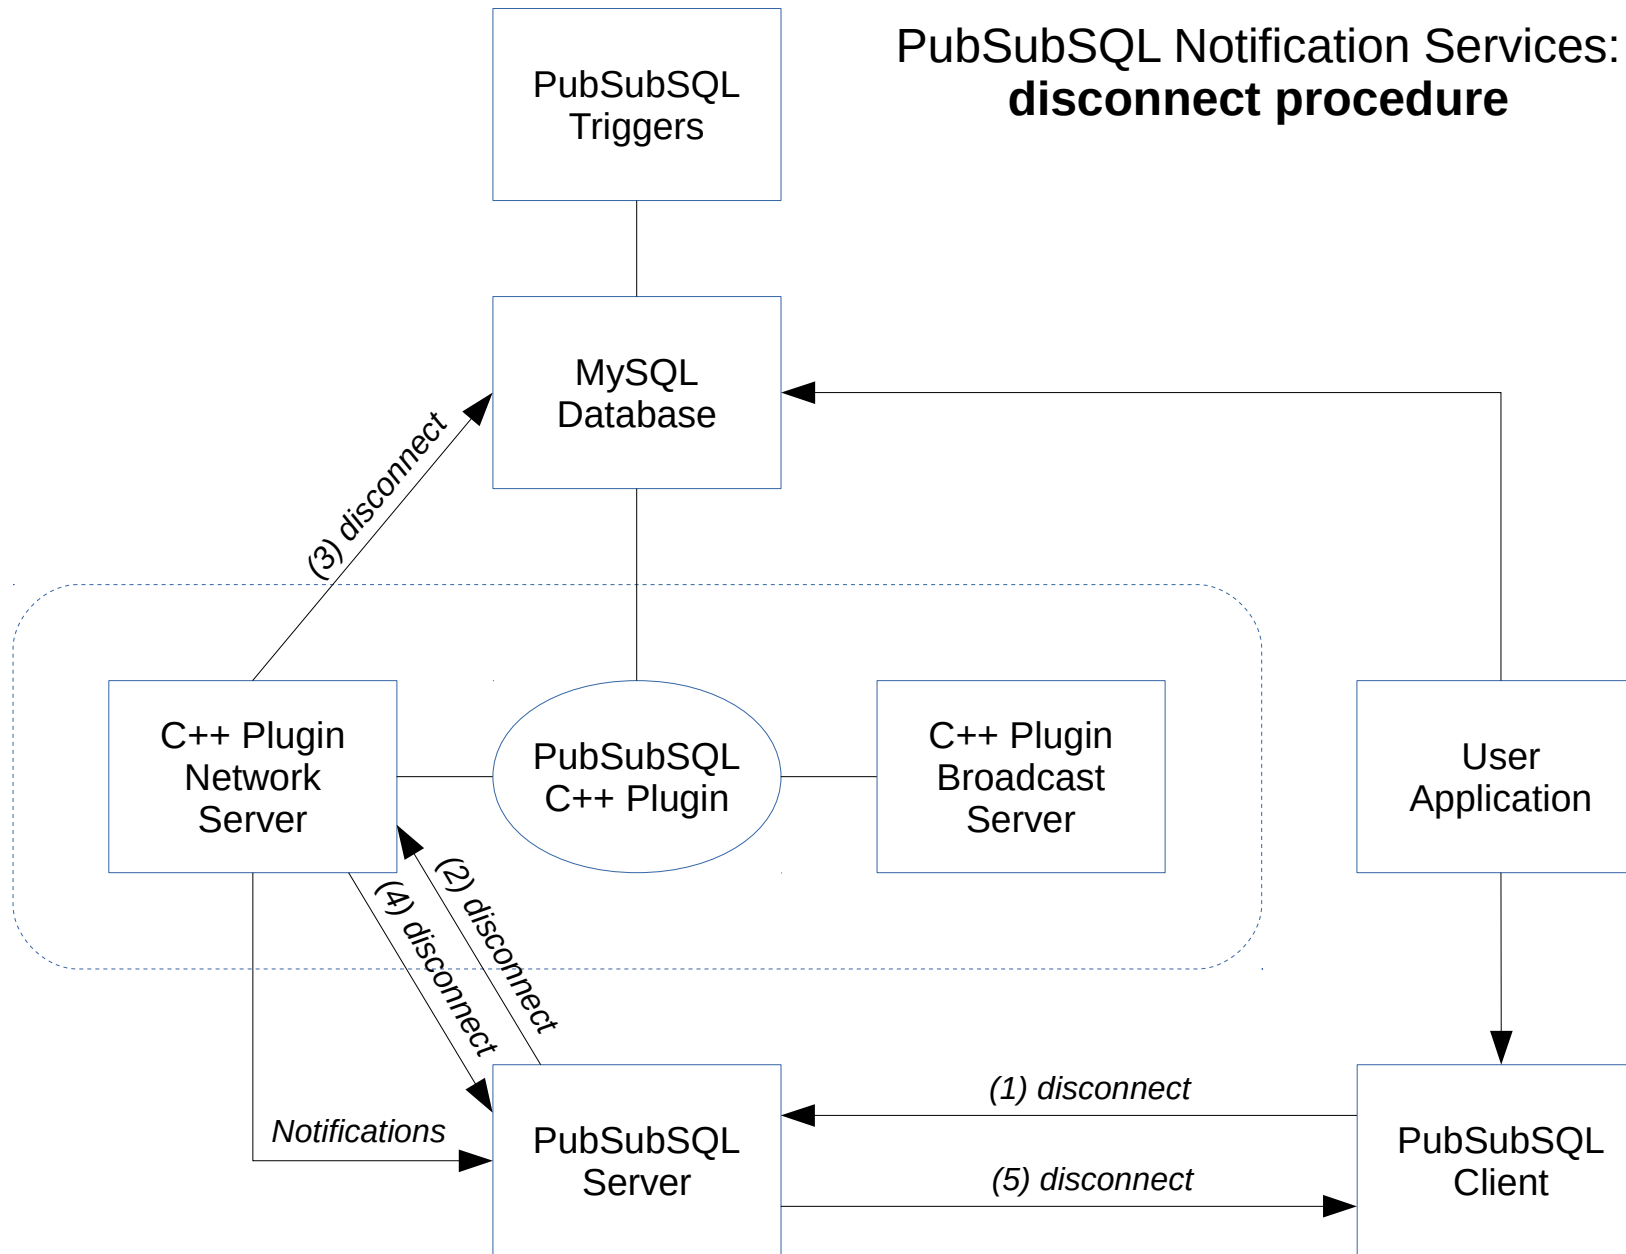 PubSubSQL Notification Services:
disconnect procedure
PubSubSQL
Triggers
MySQL
Database
(3) disconnect
C++ Plugin
Network
Server
PubSubSQL
C++ Plugin
C++ Plugin
Broadcast
Server
User
Application
(2) disconnect
(4) disconnect
(1) disconnect
Notifications
PubSubSQL
Server
(5) disconnect
PubSubSQL
Client